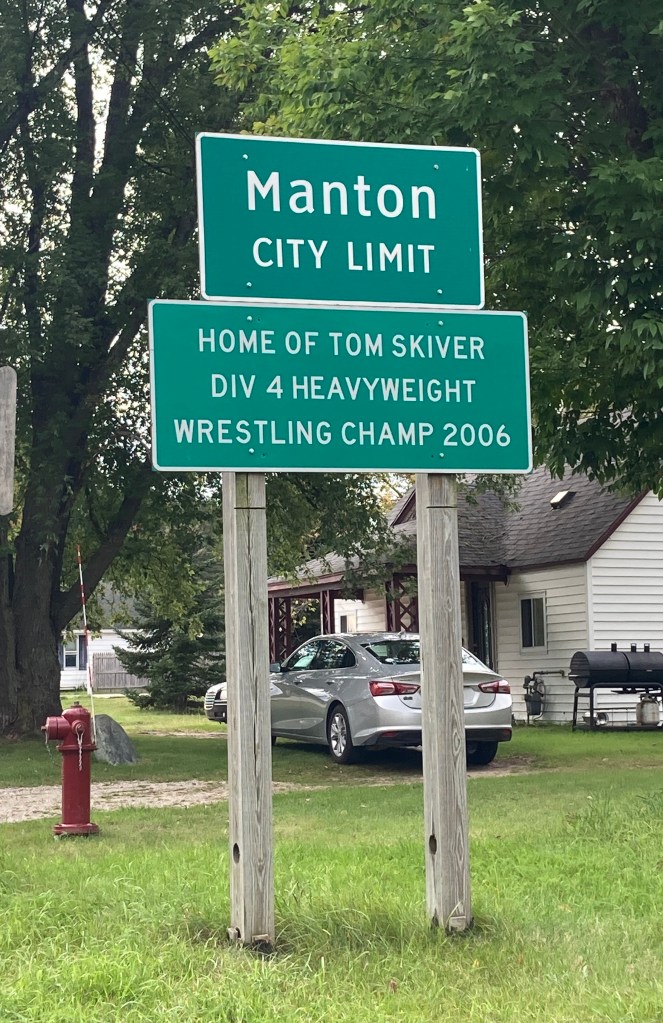 Manton
CITY LIMIT
HOME OF TOM SKIVER
DIV 4 HEAVYWEIGHT
WRESTLING CHAMP 2006